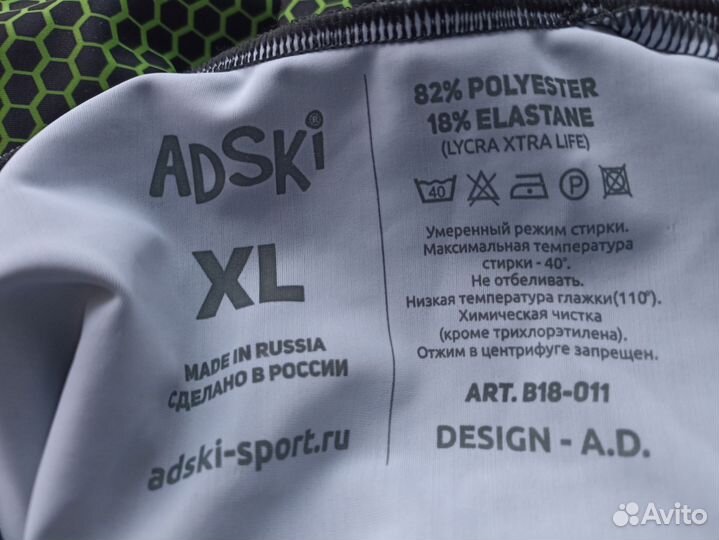 ADSKi®
XL
MADE IN RUSSIA
СДЕЛАНО В РОССИИ
adski-sport.ru
82% POLYESTER
18% ELASTANE
(LYCRA XTRA LIFE)
40
P
Умеренный режим стирки.
Максимальная температура
стирки - 40°.
Не отбеливать.
Низкая температура глажки(110°).
Химическая чистка
(кроме трихлорэтилена).
Отжим в центрифуге запрещен.
ART. B18-011
DESIGN - A.D.
Avito